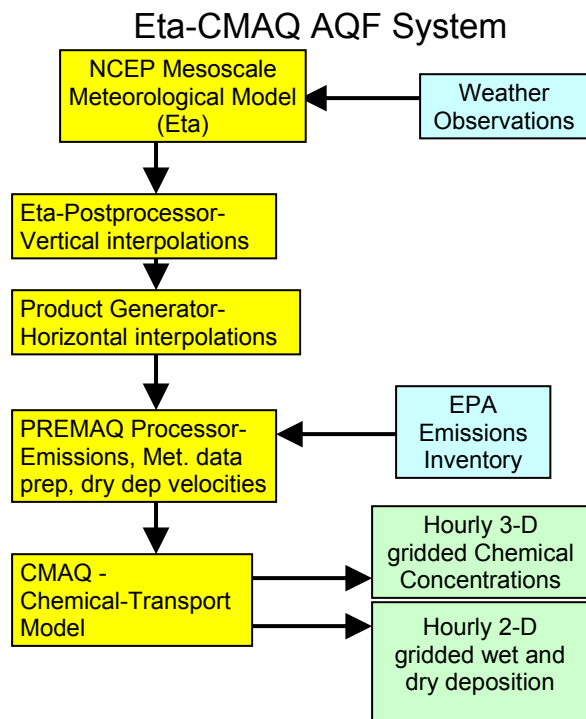 Eta-CMAQ AQF System
NCEP Mesoscale
Meteorological Model
(Eta)
Weather
Observations
Eta-Postprocessor-
Vertical interpolations
Product Generator-
Horizontal interpolations
PREMAQ Processor-
Emissions, Met. data
prep, dry dep velocities
EPA
Emissions
Inventory
CMAQ -
Chemical-Transport
Model
Hourly 3-D
gridded Chemical
Concentrations
Hourly 2-D
gridded wet and
dry deposition